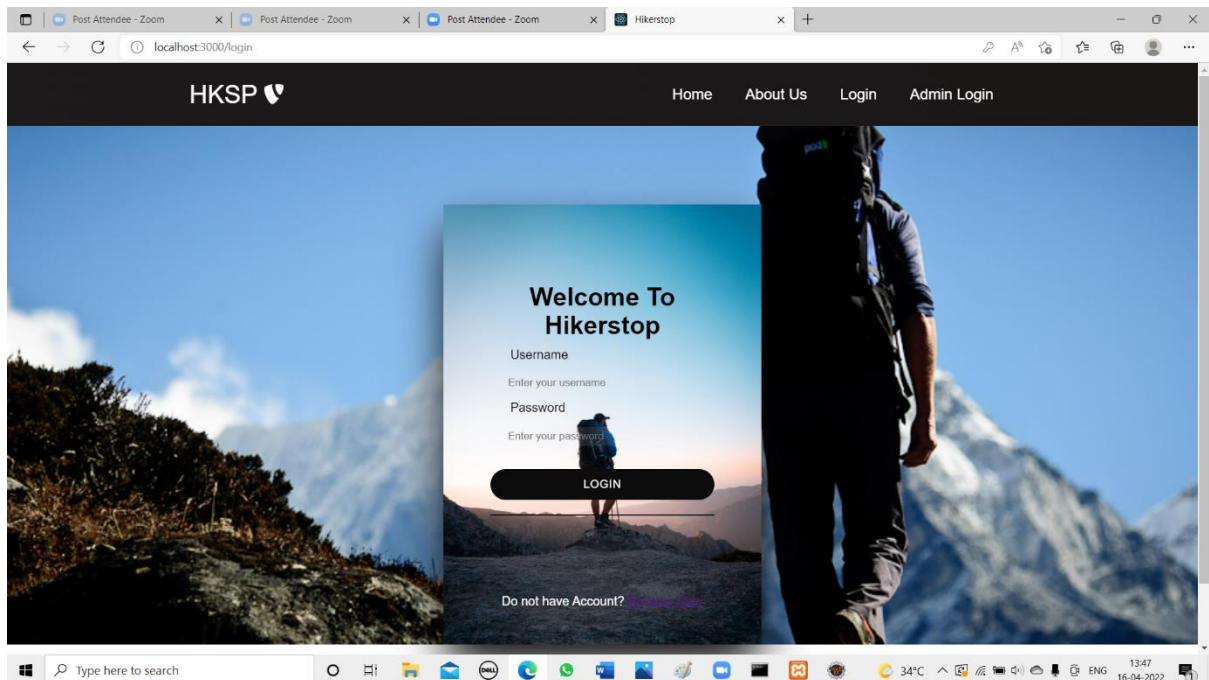 Post Attendee - Zoom
Post Attendee - Zoom
Post Attendee - Zoom
Hikerstop
localhost:3000/login
HKSP
Home
About Us
Login
Admin Login
pod
Welcome To
Hikerstop
Username
Enter your username
Password
Enter your password
LOGIN
Do not have Account?
Type here to search
DELL
34°C
ENG
13:47
16-04-2022